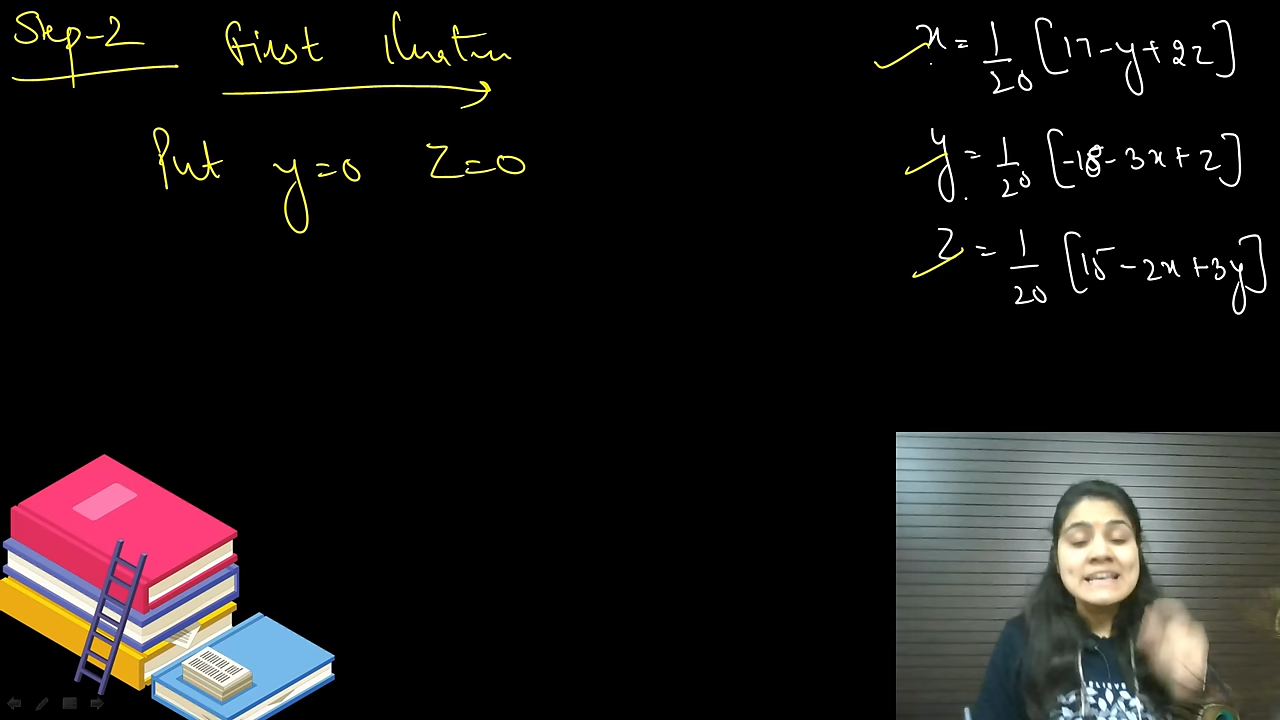 Step-2 First Iteration
Put y=0 z=0
x = 1/20 [17-y+2z]
y = 1/20 [-18-3x+z]
z = 1/20 [15-2x+3y]